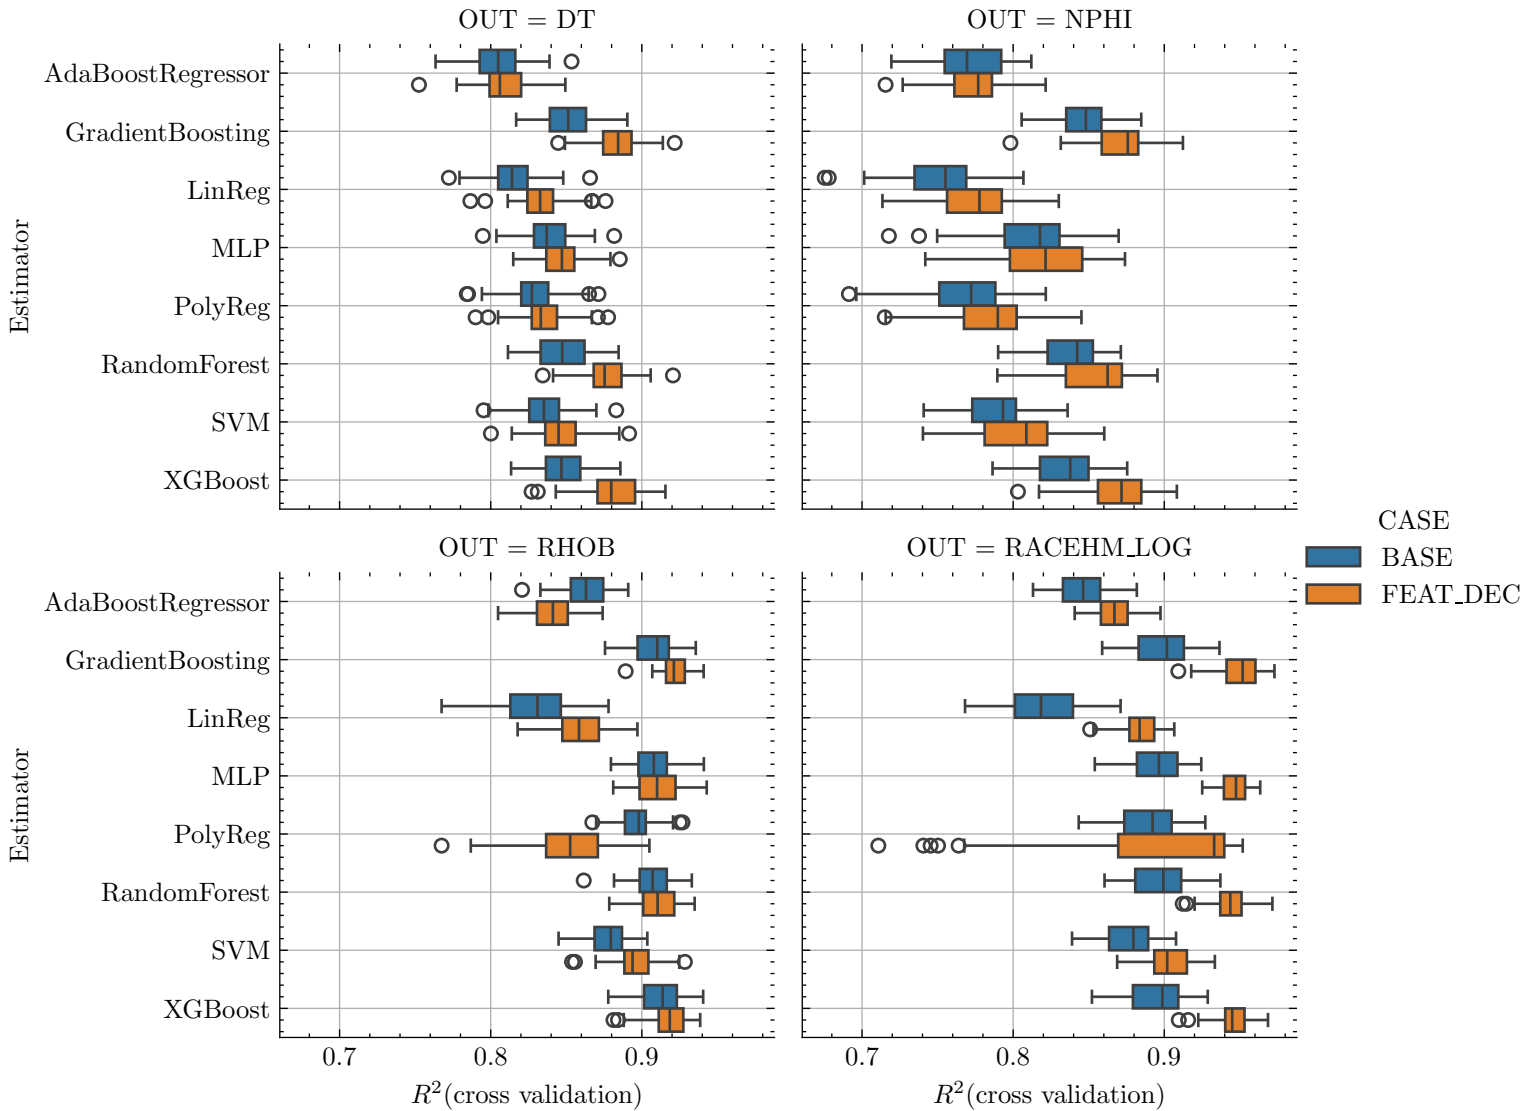 OUT = DT
OUT = NPHI
AdaBoostRegressor
GradientBoosting
LinReg
MLP
PolyReg
RandomForest
SVM
XGBoost
Estimator
OUT = RHOB
OUT = RACEHM_LOG
CASE
BASE
FEAT_DEC
AdaBoostRegressor
GradientBoosting
LinReg
MLP
PolyReg
RandomForest
SVM
XGBoost
Estimator
0.7 0.8 0.9
0.7 0.8 0.9
R²(cross validation)
R²(cross validation)